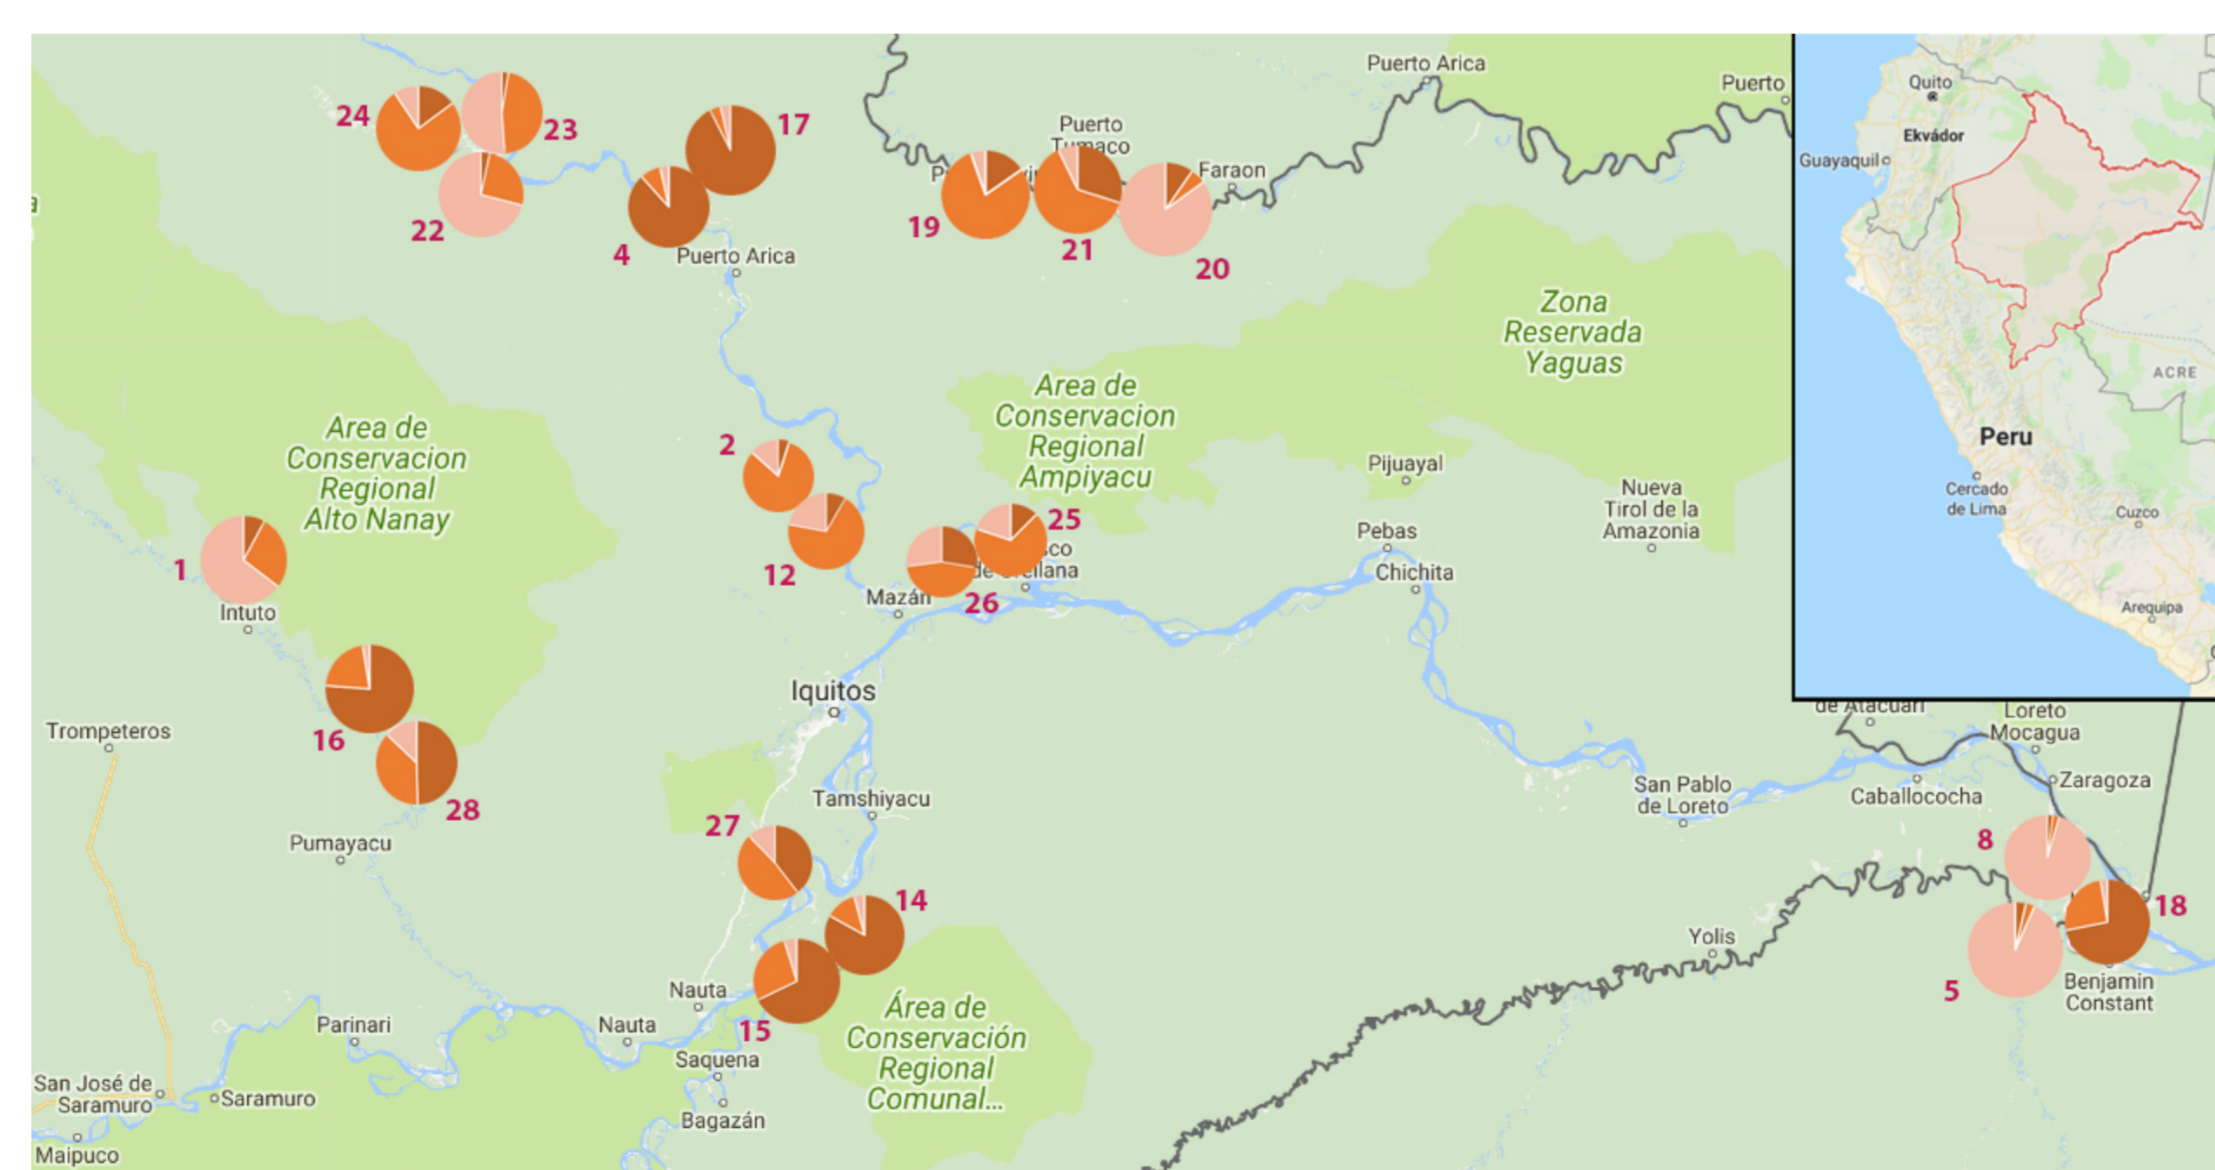 Puerto Arica
Puerto
24
23
17
Puerto
Faraon
22
4
19
21
20
Puerto Arica
Zona
Reservada
Yaguas
Area de
Conservacion
Regional
Ampiyacu
Area de
Conservacion
Regional
Alto Nanay
2
Pijuayal
Nueva
Tirol de la
Amazonia
25
Pebas
1
12
Chichita
Mazán
26
Intuto
Iquitos
16
Trompeteros
28
Tamshiyacu
San Pablo
de Loreto
27
Pumayacu
14
Yolis
Nauta
15
Área de
Conservación
Regional
Comunal...
Parinari
Nauta
Saquena
San José de
Saramuro
Saramuro
Bagazán
Maipuco
de Atacuari
Loreto
Mocagua
Zaragoza
Caballococha
8
18
5
Benjamin
Constant
Quito
Ekvádor
Guayaquil
ACRE
Peru
Cercado
de Lima
Cuzco
Arequipa